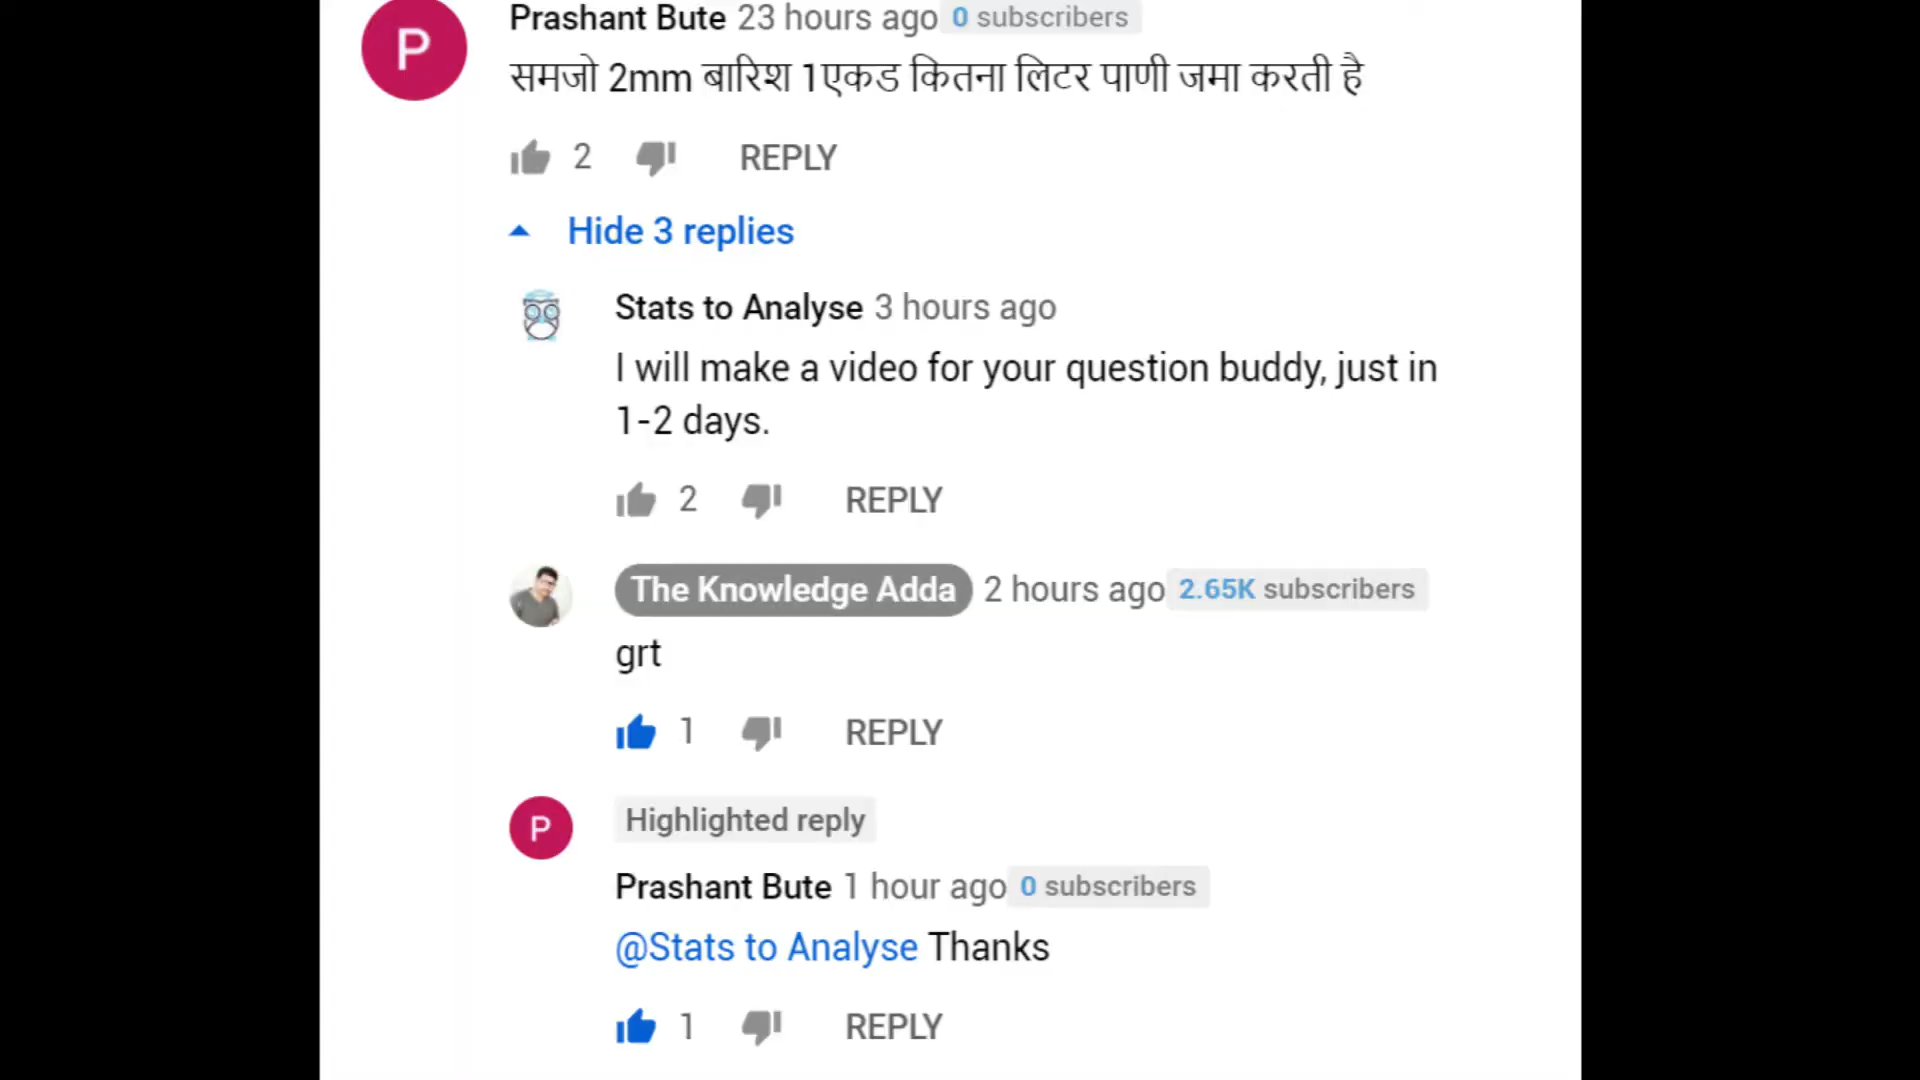 P
Prashant Bute 23 hours ago 0 subscribers
समजो 2mm बारिश 1एकड कितना लिटर पाणी जमा करती है
2 REPLY
Hide 3 replies
Stats to Analyse 3 hours ago
I will make a video for your question buddy, just in
1-2 days.
2 REPLY
The Knowledge Adda 2 hours ago 2.65K subscribers
grt
1 REPLY
P
Highlighted reply
Prashant Bute 1 hour ago 0 subscribers
@Stats to Analyse Thanks
1 REPLY